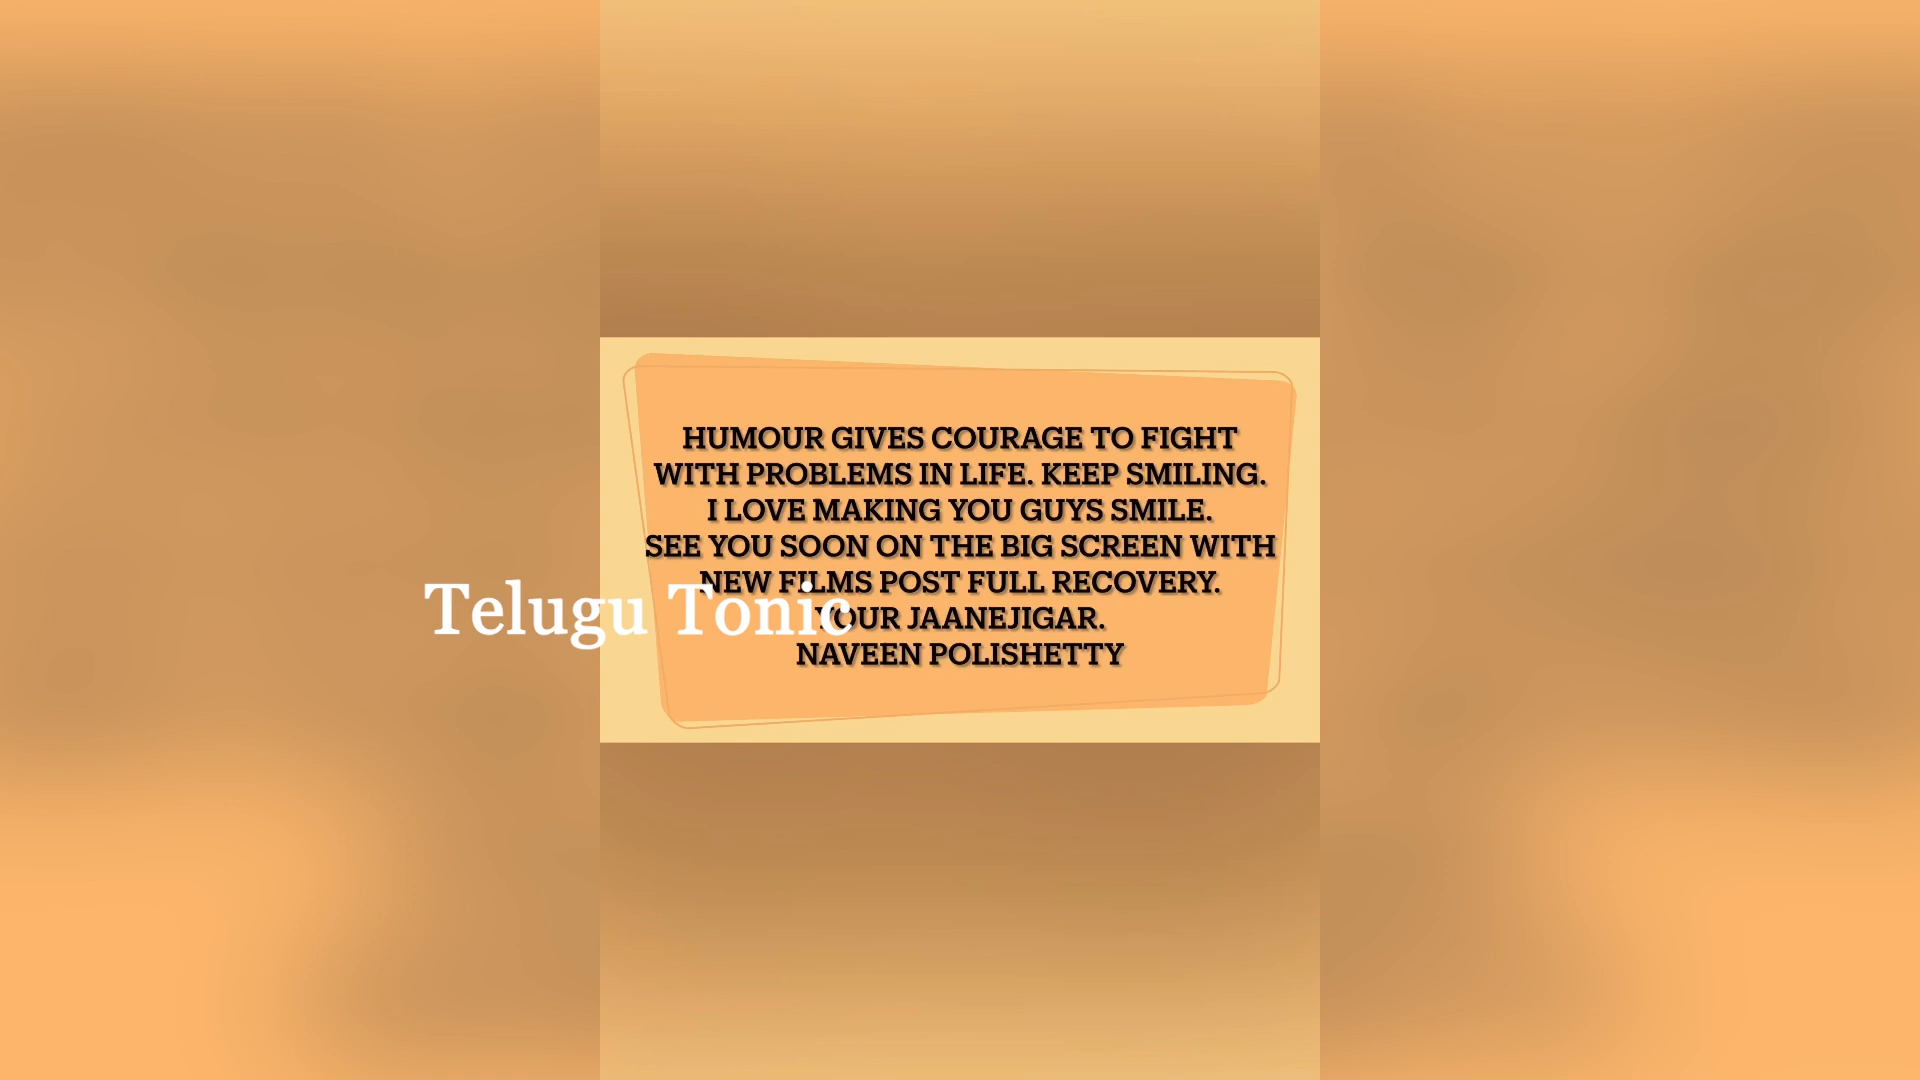 HUMOUR GIVES COURAGE TO FIGHT
WITH PROBLEMS IN LIFE. KEEP SMILING.
I LOVE MAKING YOU GUYS SMILE.
SEE YOU SOON ON THE BIG SCREEN WITH
NEW FILMS POST FULL RECOVERY.
YOUR JAANEJIGAR.
NAVEEN POLISHETTY
Telugu Tonic